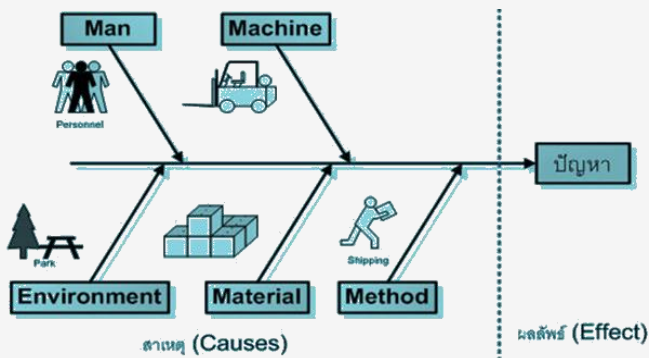 Man
Machine
Personnel
ปัญหา
Park
Shipping
Environment
Material
Method
สาเหตุ (Causes)
ผลลัพธ์ (Effect)